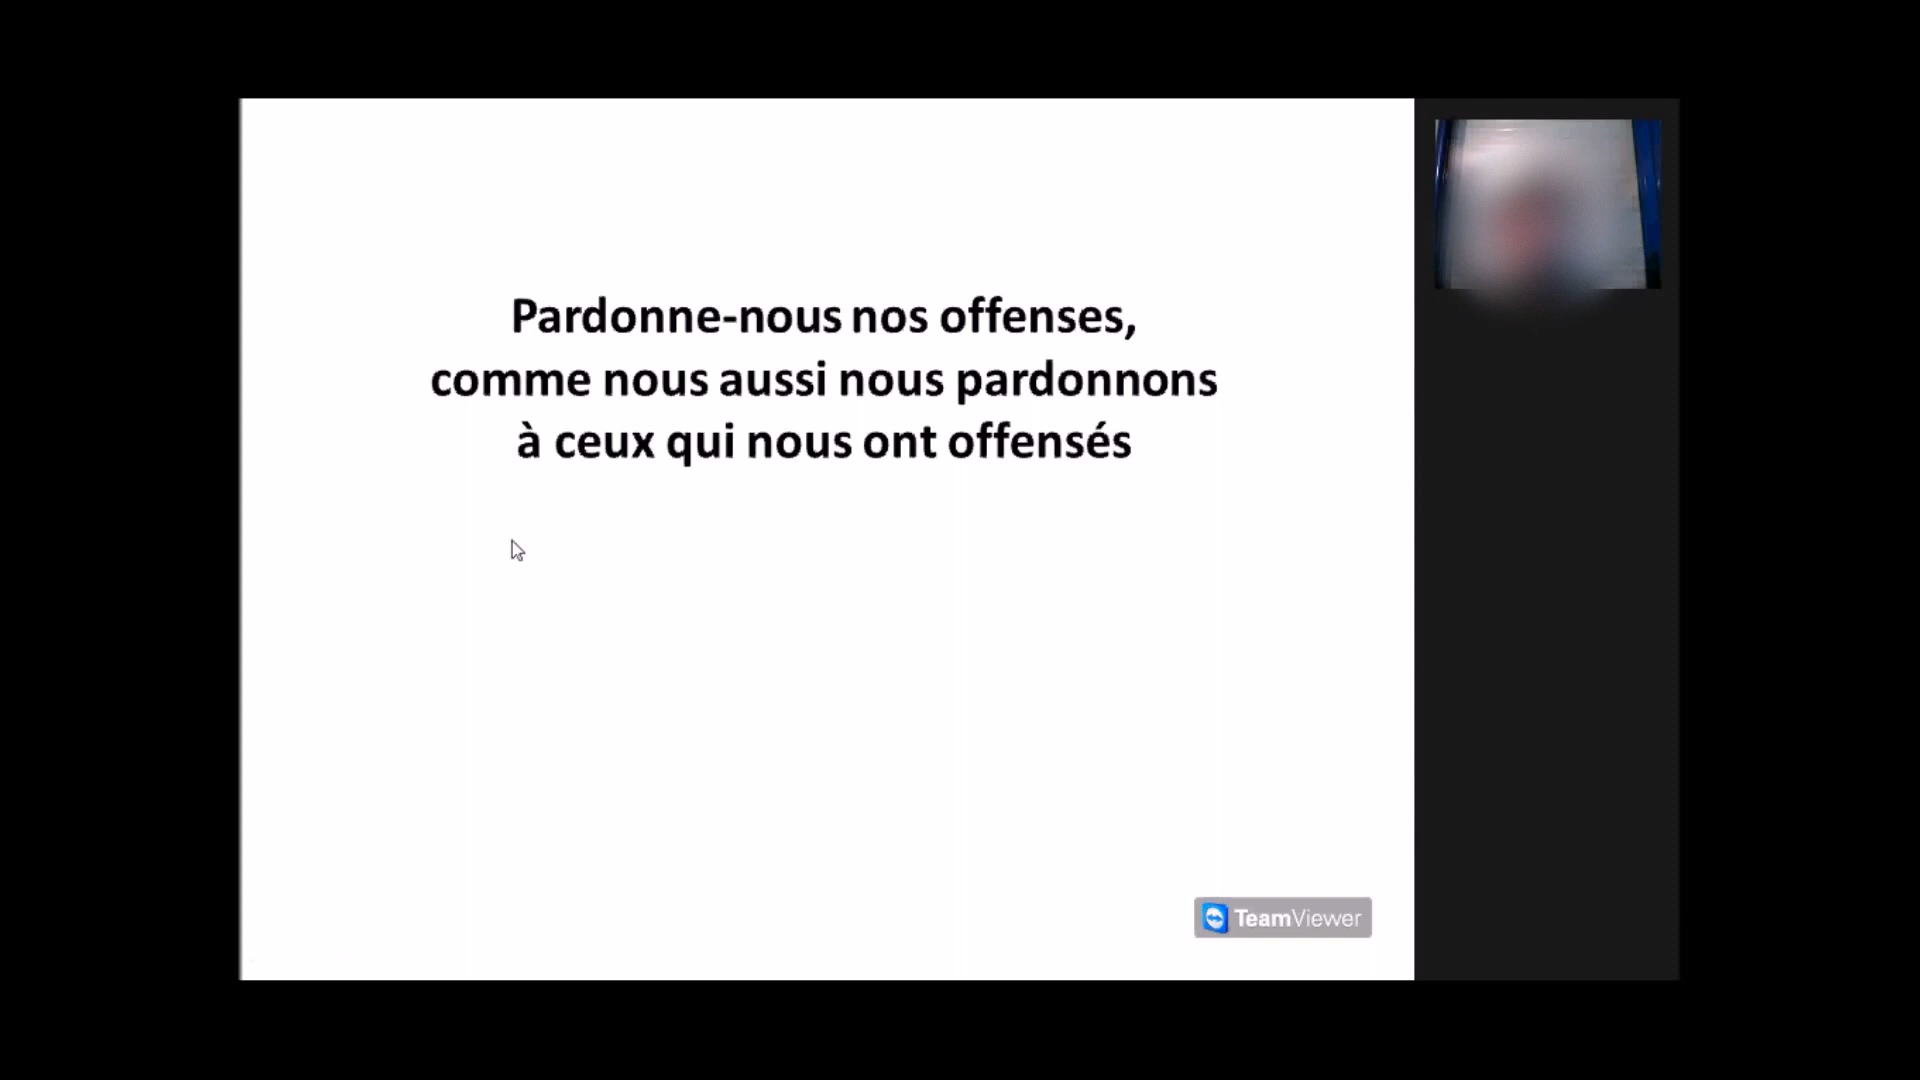 Pardonne-nous nos offenses,
comme nous aussi nous pardonnons
à ceux qui nous ont offensés
TeamViewer